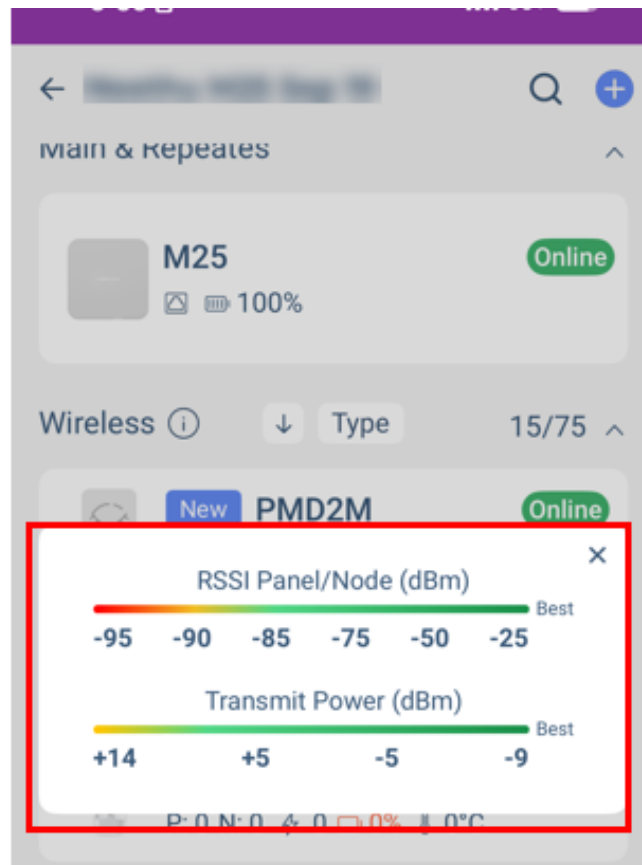 Main & Repeates
M25
Online
100%
Wireless
Type
15/75
New
PMD2M
Online
RSSI Panel/Node (dBm)
Best
-95 -90 -85 -75 -50 -25
Transmit Power (dBm)
Best
+14 +5 -5 -9
P: 0 N: 0 0 0% 0°C